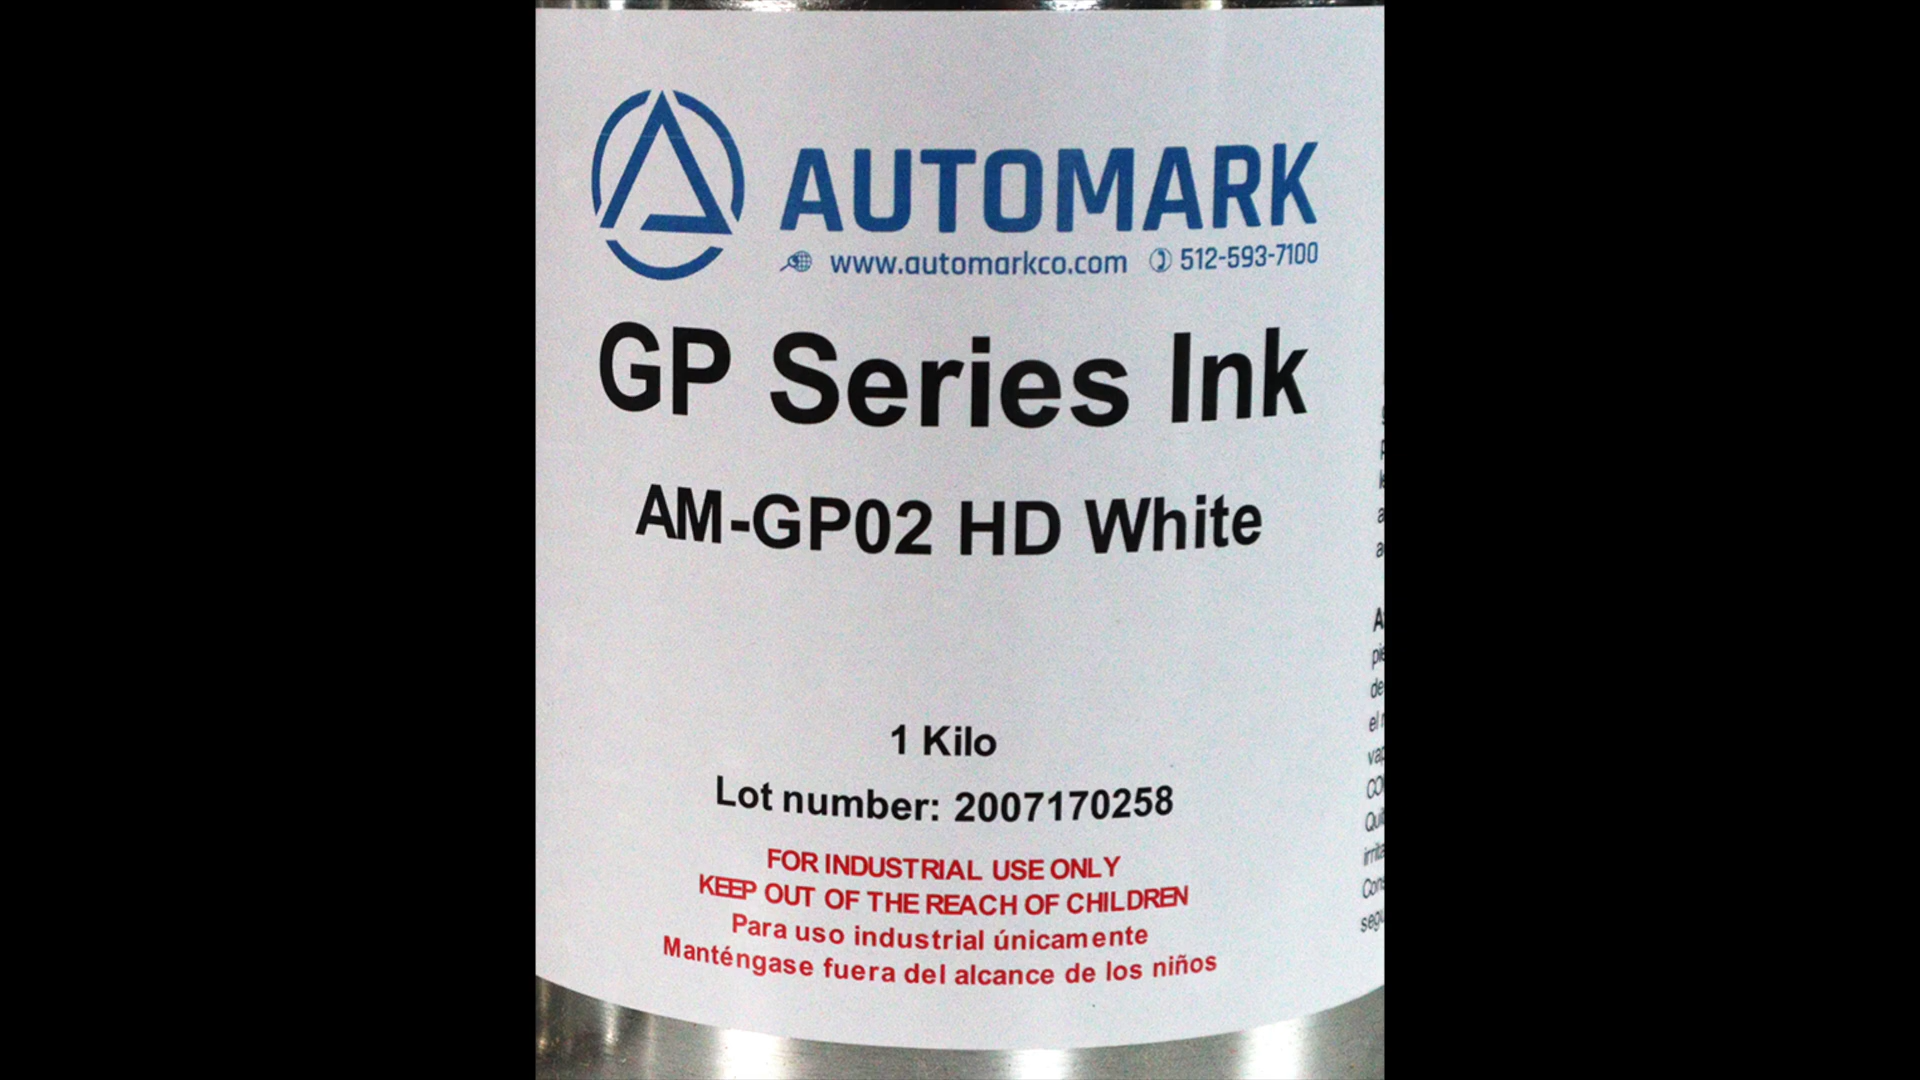 AUTOMARK
www.automarkco.com 512-593-7100
GP Series Ink
AM-GP02 HD White
1 Kilo
Lot number: 2007170258
FOR INDUSTRIAL USE ONLY
KEEP OUT OF THE REACH OF CHILDREN
Para uso industrial únicamente
Manténgase fuera del alcance de los niños